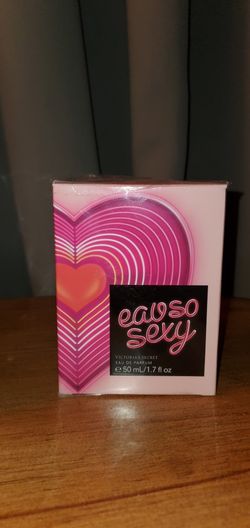 eau so
sexy
VICTORIA'S SECRET
EAU DE PARFUM
℮ 50 mL/1.7 fl oz